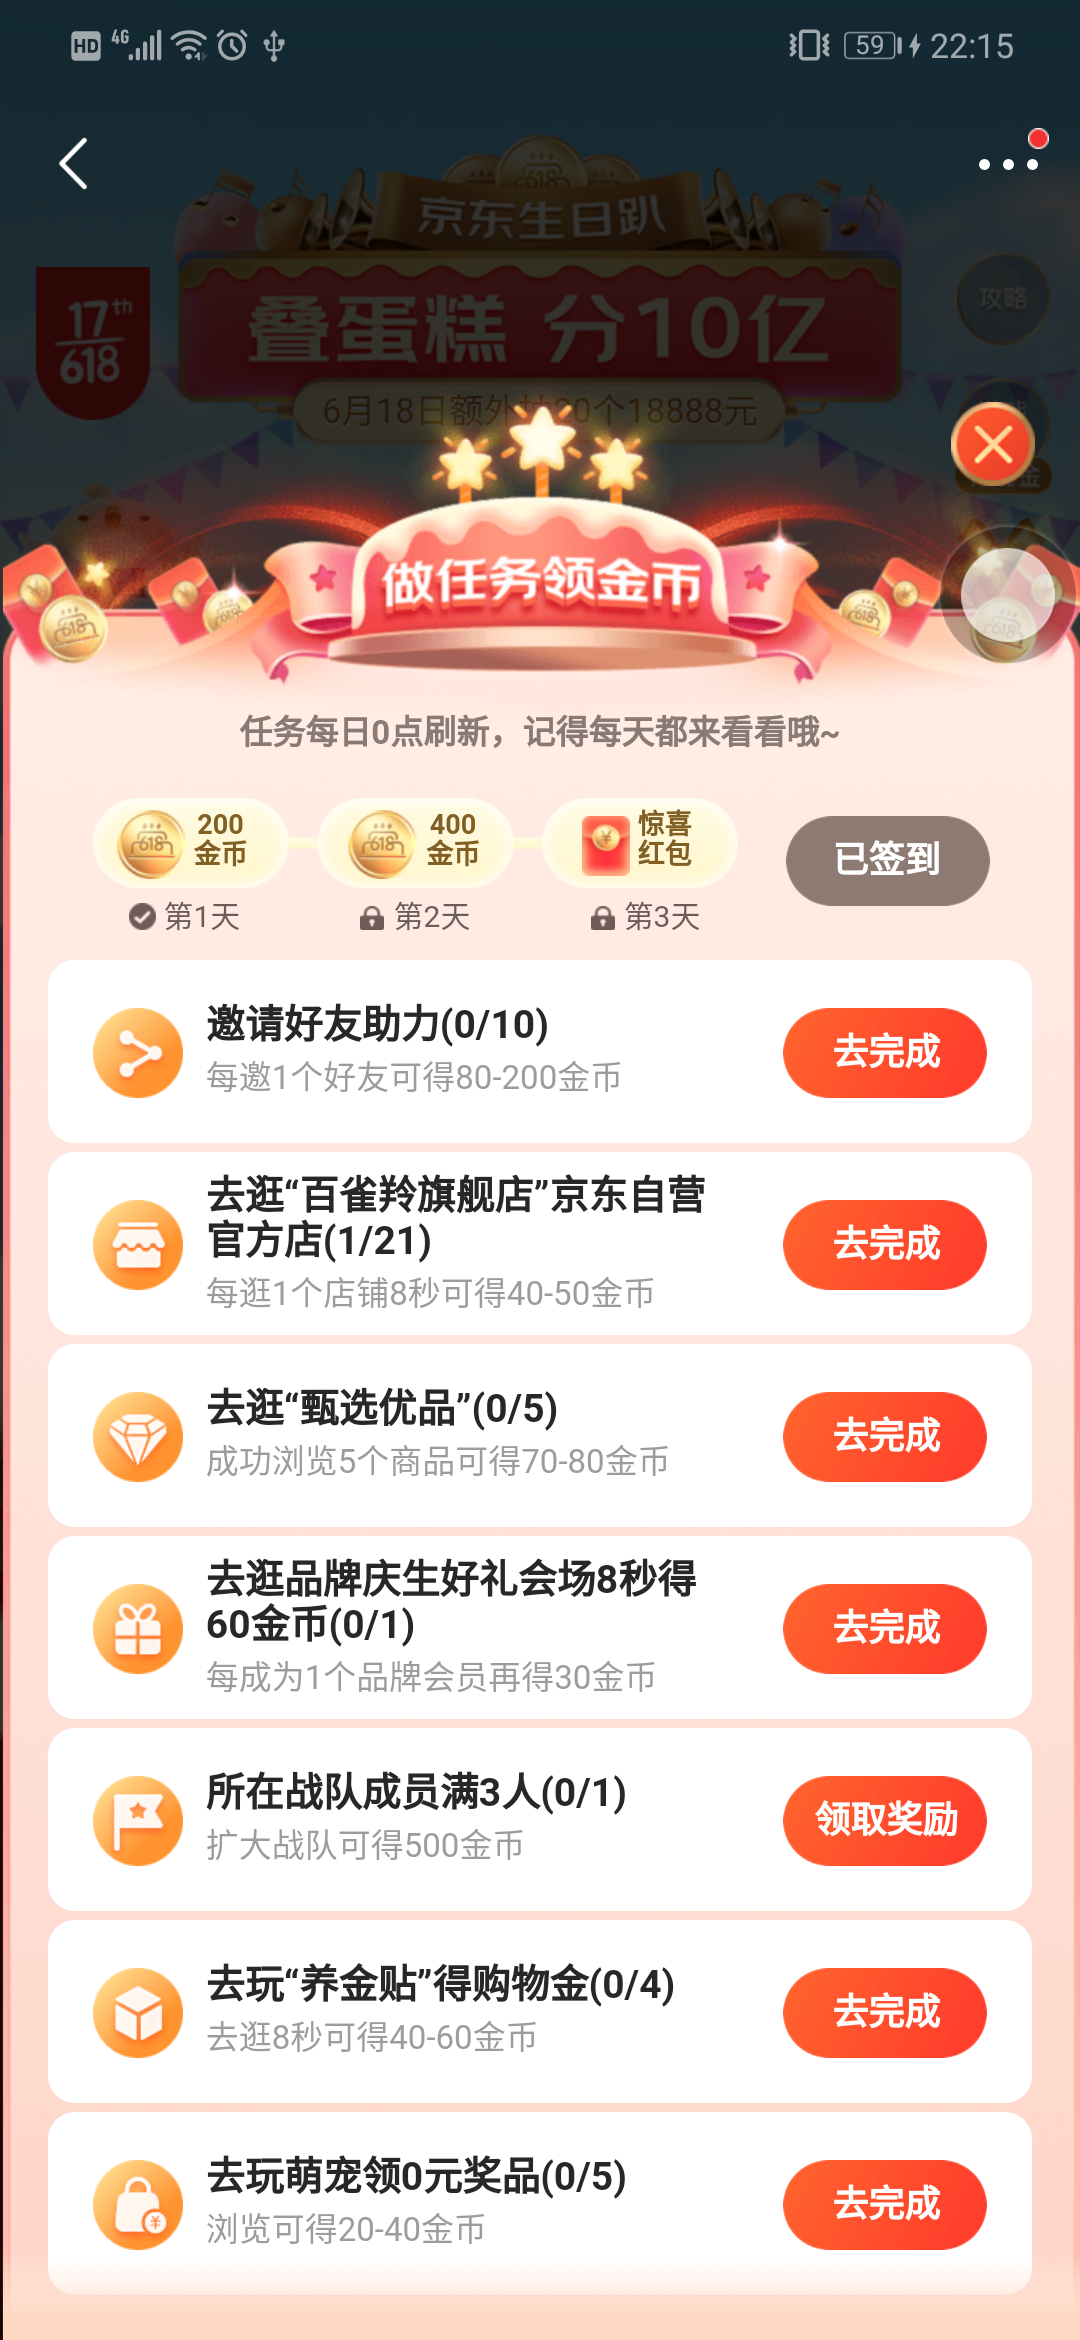 HD 4G 59 22:15
京东生日趴
17th
618
叠蛋糕 分10亿
攻略
6月18日额外抽20个18888元
做任务领金币
任务每日0点刷新，记得每天都来看看哦~
200
金币
400
金币
惊喜
红包
已签到
第1天
第2天
第3天
邀请好友助力(0/10)
每邀1个好友可得80-200金币
去完成
去逛“百雀羚旗舰店”京东自营
官方店(1/21)
每逛1个店铺8秒可得40-50金币
去完成
去逛“甄选优品”(0/5)
成功浏览5个商品可得70-80金币
去完成
去逛品牌庆生好礼会场8秒得
60金币(0/1)
每成为1个品牌会员再得30金币
去完成
所在战队成员满3人(0/1)
扩大战队可得500金币
领取奖励
去玩“养金贴”得购物金(0/4)
去逛8秒可得40-60金币
去完成
去玩萌宠领0元奖品(0/5)
浏览可得20-40金币
去完成